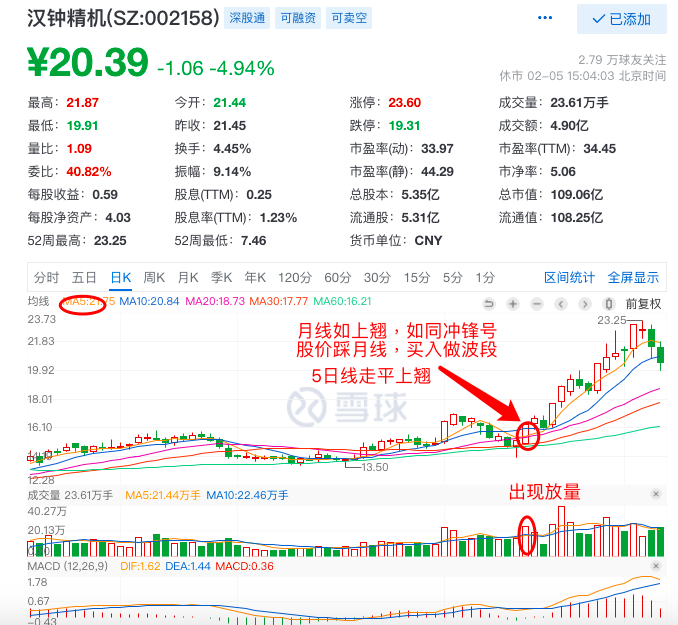 汉钟精机(SZ:002158) 深股通 可融资 可卖空 ••• ✓已添加
¥20.39 -1.06 -4.94%
2.79 万球友关注
休市 02-05 15:04:03 北京时间
最高：21.87 今开：21.44 涨停：23.60 成交量：23.61万手
最低：19.91 昨收：21.45 跌停：19.31 成交额：4.90亿
量比：1.09 换手：4.45% 市盈率(动)：33.97 市盈率(TTM)：34.45
委比：40.82% 振幅：9.14% 市盈率(静)：44.29 市净率：5.06
每股收益：0.59 股息(TTM)：0.25 总股本：5.35亿 总市值：109.06亿
每股净资产：4.03 股息率(TTM)：1.23% 流通股：5.31亿 流通值：108.25亿
52周最高：23.25 52周最低：7.46 货币单位：CNY
分时 五日 日K 周K 月K 季K 年K 120分 60分 30分 15分 5分 1分 区间统计 全屏显示
均线 MA5:21.75 MA10:20.84 MA20:18.73 MA30:17.77 MA60:16.21 前复权
23.73
23.25
月线如上翘，如同冲锋号
21.83
股价踩月线，买入做波段
19.92
5日线走平上翘
18.01
雪球
16.10
13.50
12.28
出现放量
成交量 23.61万手 MA5:21.44万手 MA10:22.46万手
40.27万
20.13万
MACD (12,26,9) DIF:1.62 DEA:1.44 MACD:0.36
1.78
0.67
-0.43